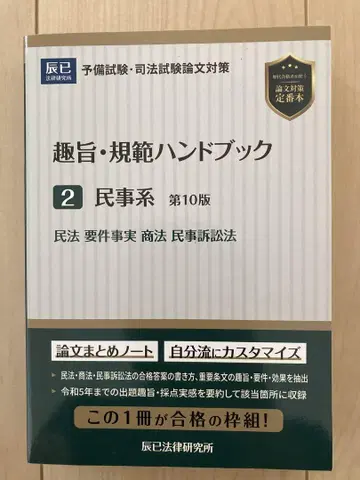 辰已
法律研究所
予備試験・司法試験論文対策
論文対策
定番本
趣旨・規範ハンドブック
2 民事系 第10版
民法 要件事実 商法 民事訴訟法
論文まとめノート 自分流にカスタマイズ
民法・商法・民事訴訟法の合格答案の書き方、重要条文の趣旨・要件・効果を抽出
令和5年までの出題趣旨・採点実感を要約して該当箇所に収録
この1冊が合格の枠組!
辰已法律研究所